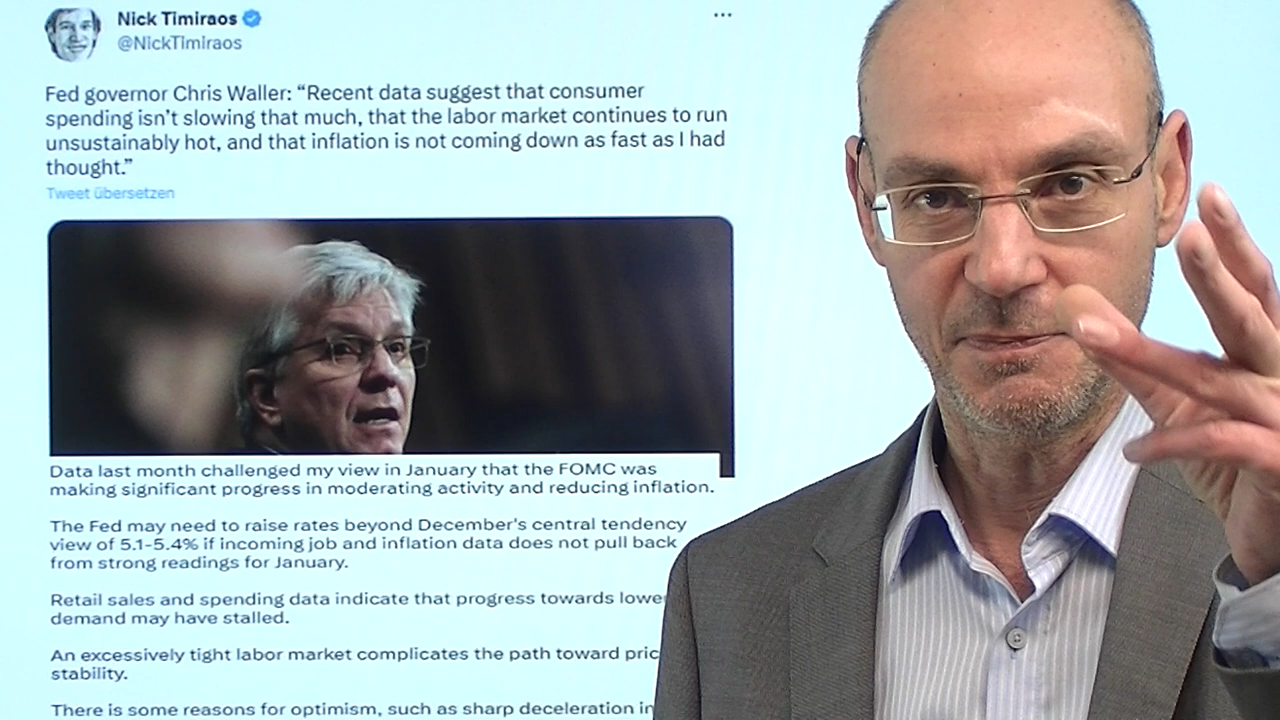 Nick Timiraos
@NickTimiraos
Fed governor Chris Waller: “Recent data suggest that consumer
spending isn’t slowing that much, that the labor market continues to run
unsustainably hot, and that inflation is not coming down as fast as I had
thought.”
Tweet übersetzen
Data last month challenged my view in January that the FOMC was
making significant progress in moderating activity and reducing inflation.
The Fed may need to raise rates beyond December's central tendency
view of 5.1-5.4% if incoming job and inflation data does not pull back
from strong readings for January.
Retail sales and spending data indicate that progress towards lowe
demand may have stalled.
An excessively tight labor market complicates the path toward pric
stability.
There is some reasons for optimism, such as sharp deceleration in